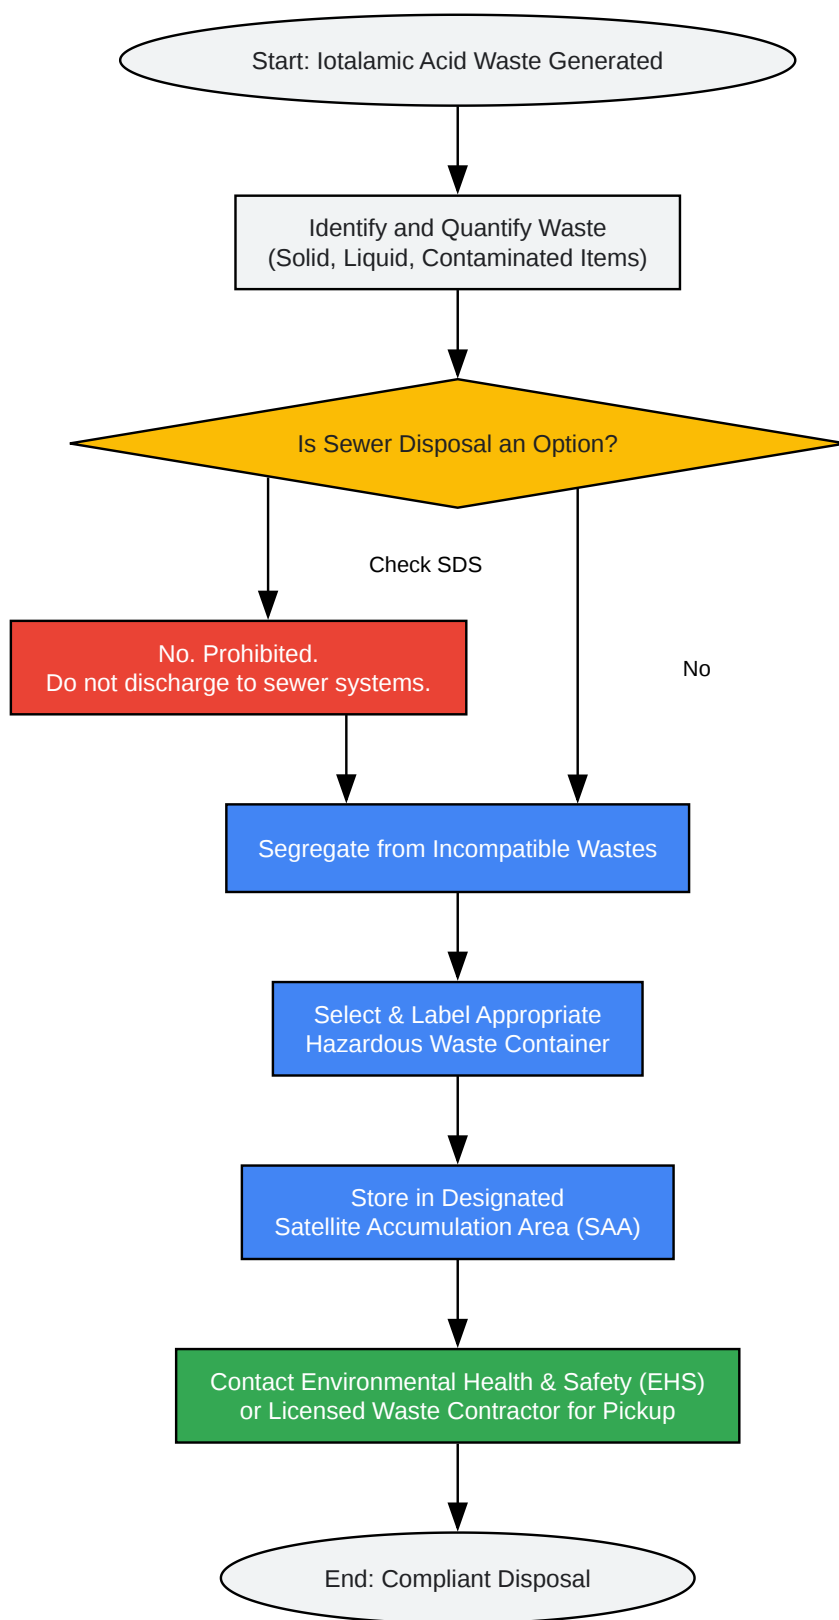 Start: Iotalamic Acid Waste Generated
Identify and Quantify Waste
(Solid, Liquid, Contaminated Items)
Is Sewer Disposal an Option?
Check SDS
No. Prohibited.
Do not discharge to sewer systems.
No
Segregate from Incompatible Wastes
Select & Label Appropriate
Hazardous Waste Container
Store in Designated
Satellite Accumulation Area (SAA)
Contact Environmental Health & Safety (EHS)
or Licensed Waste Contractor for Pickup
End: Compliant Disposal